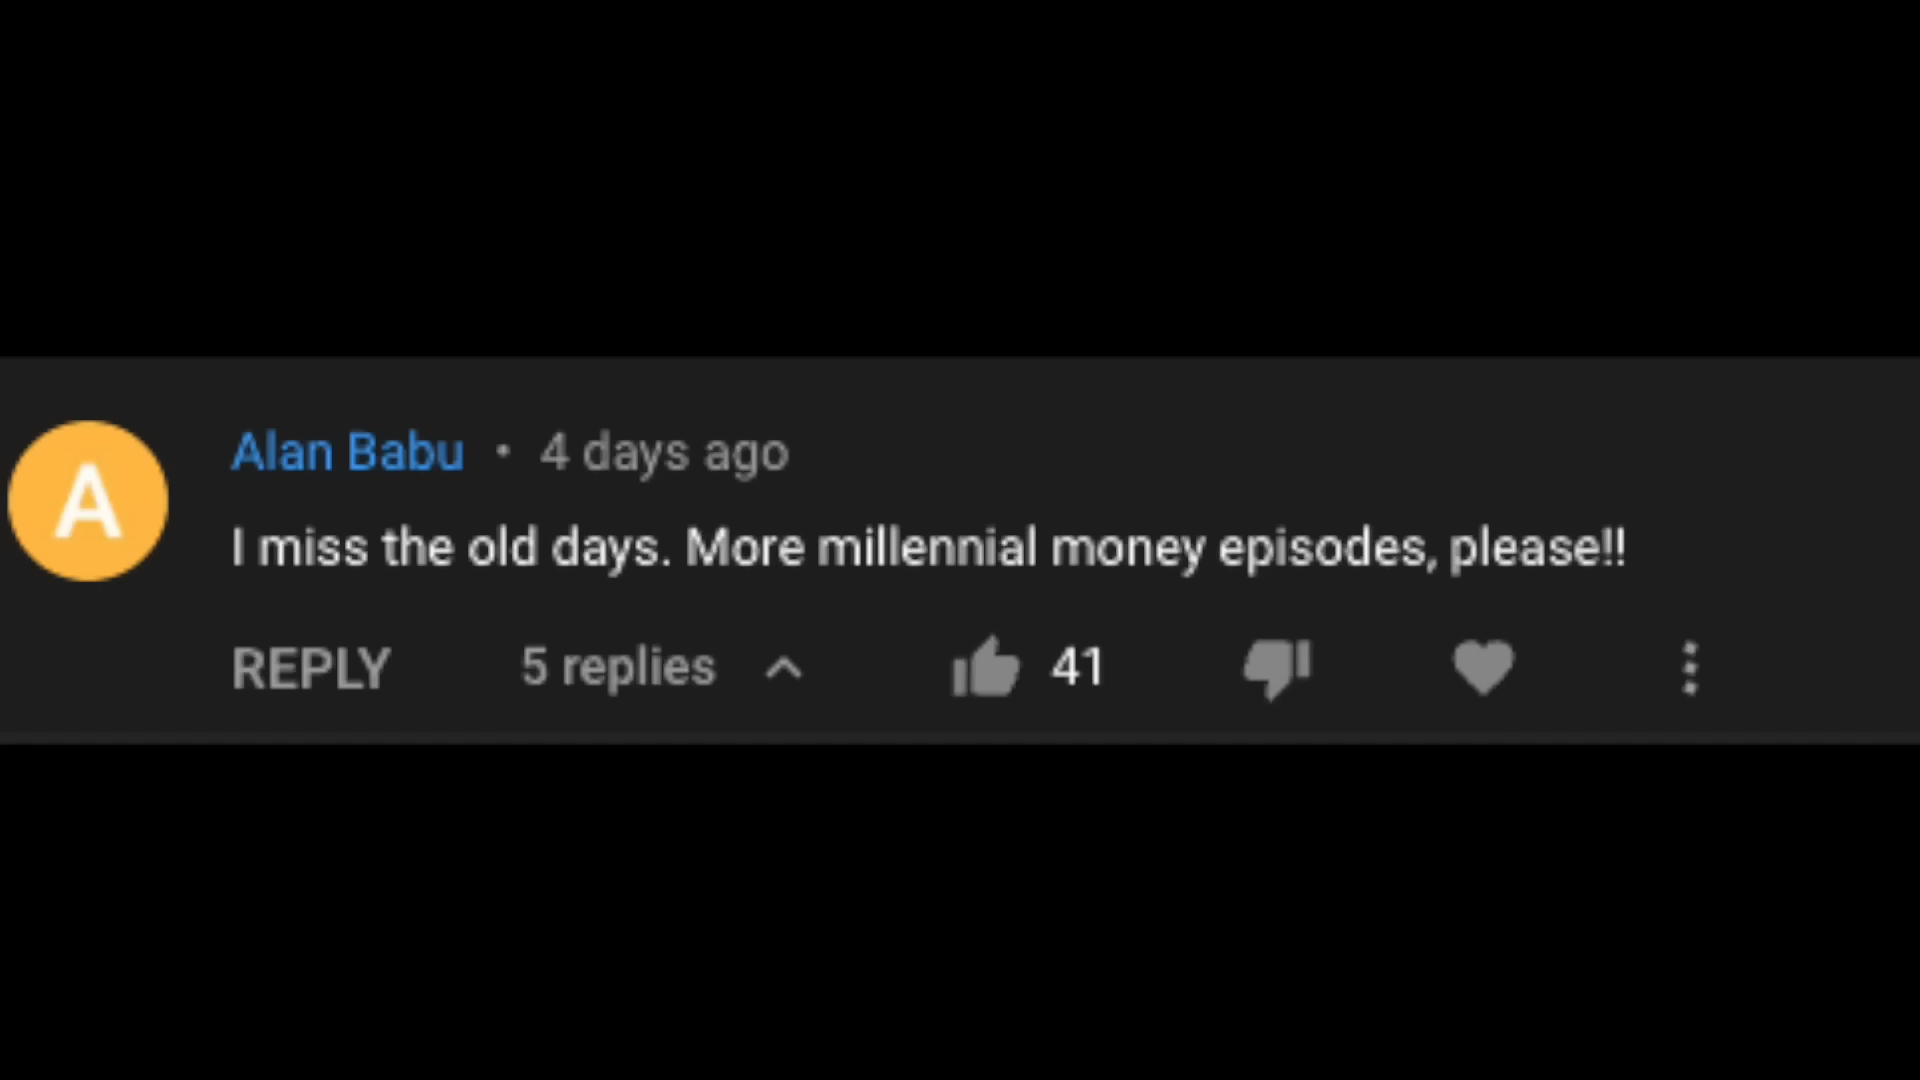 A
Alan Babu • 4 days ago
I miss the old days. More millennial money episodes, please!!
REPLY 5 replies 41